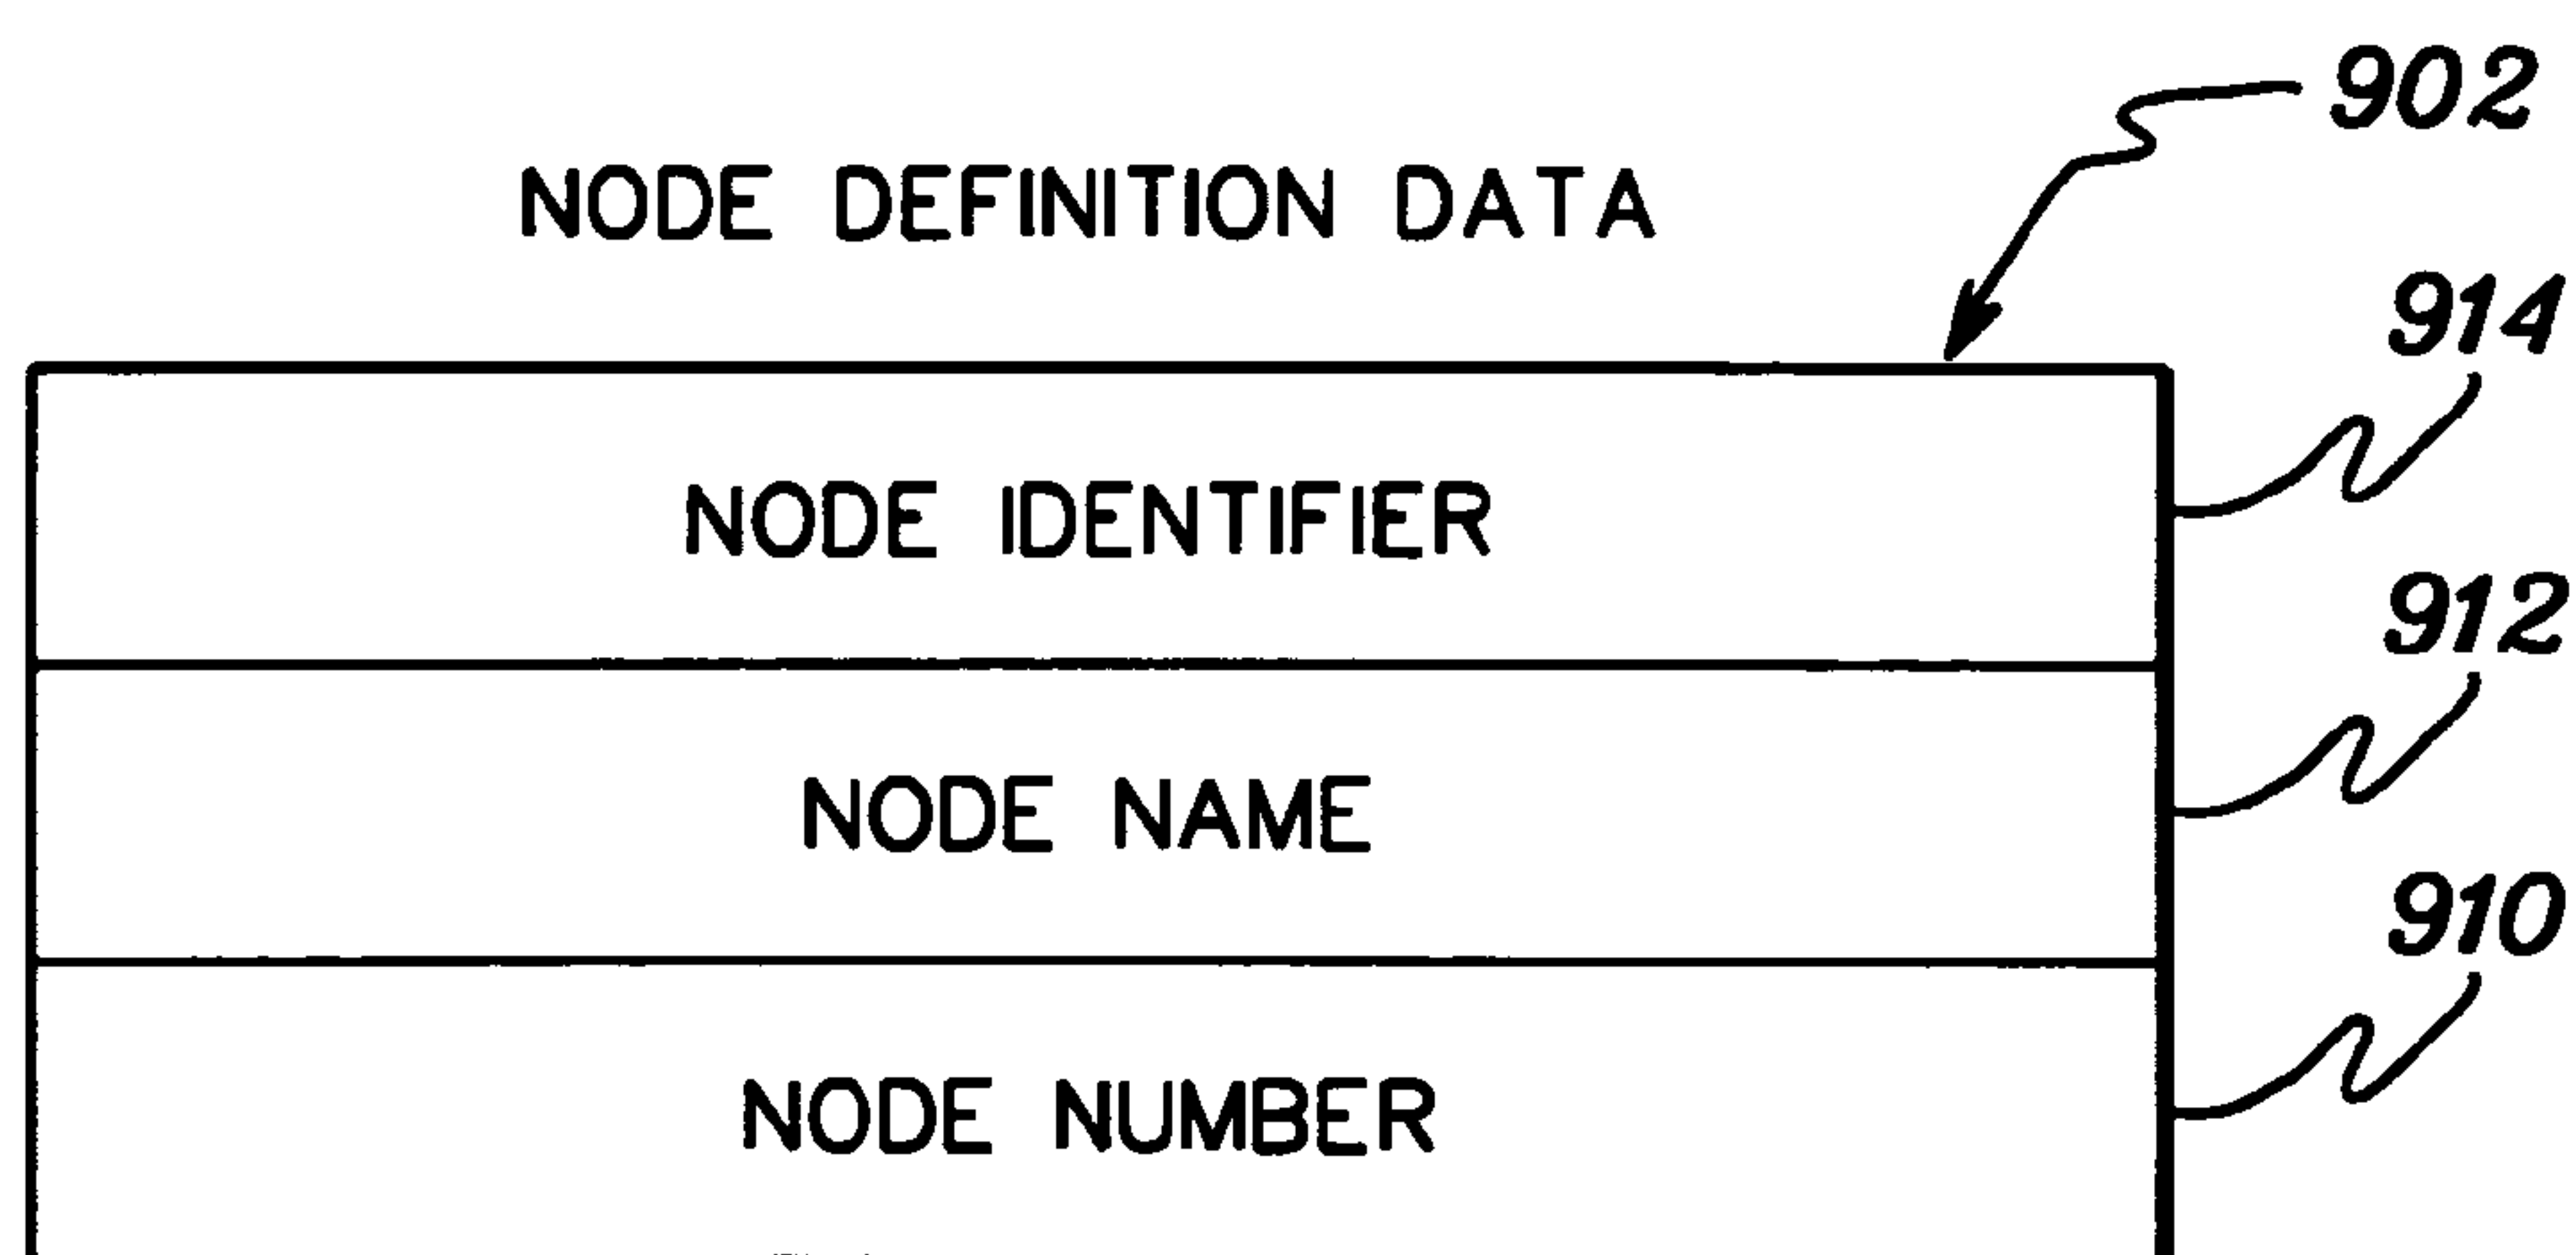 902
NODE DEFINITION DATA
914
NODE IDENTIFIER
912
NODE NAME
910
NODE NUMBER